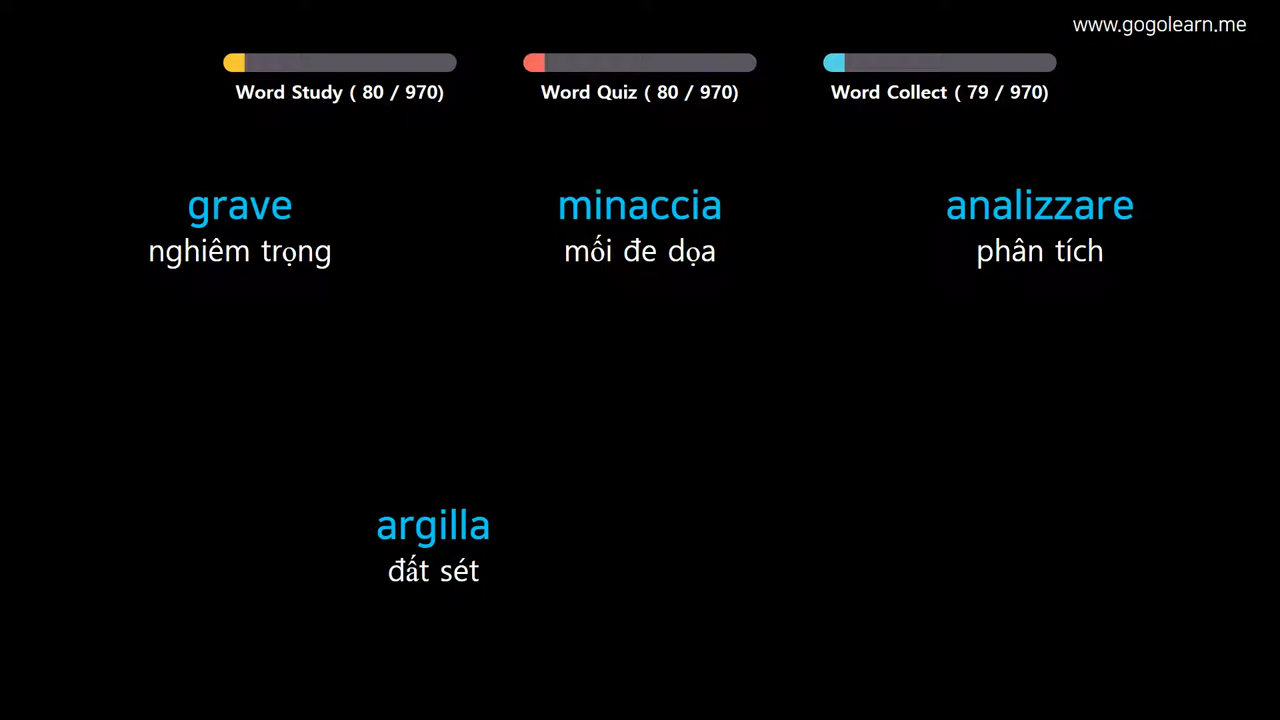 www.gogolearn.me
Word Study ( 80 / 970)
Word Quiz ( 80 / 970)
Word Collect ( 79 / 970)
grave
nghiêm trọng
minaccia
mối đe dọa
analizzare
phân tích
argilla
đất sét